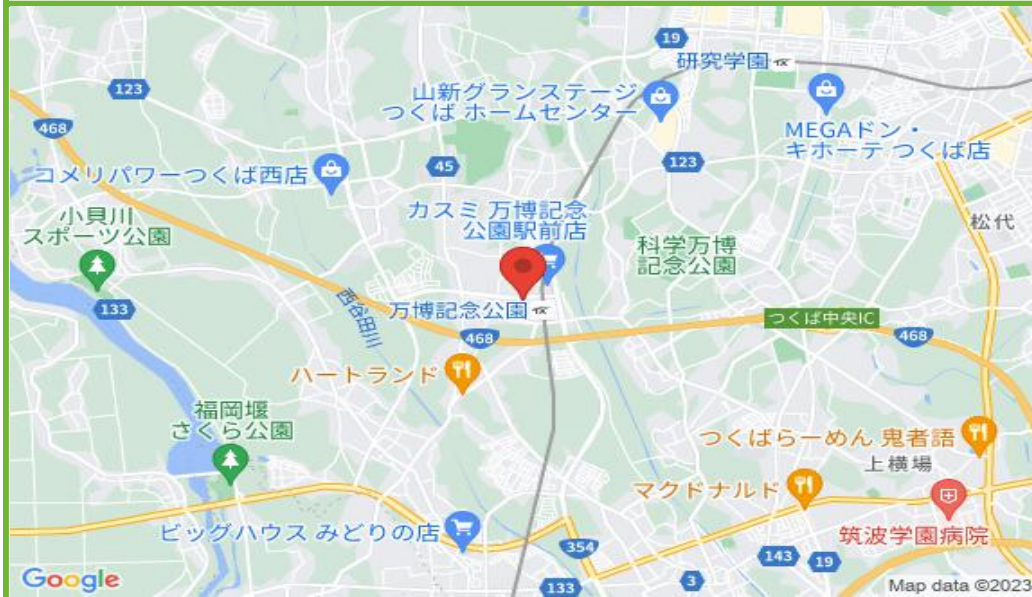 19
研究学園
123
山新グランステージ
つくば ホームセンター
MEGAドン・
キホーテ つくば店
468
コメリパワーつくば西店
45
123
小貝川
スポーツ公園
カスミ 万博記念
公園駅前店
科学万博
記念公園
松代
133
西谷田川
万博記念公園
つくば中央IC
468
468
ハートランド
福岡堰
さくら公園
つくばらーめん 鬼者語
上横場
マクドナルド
ビッグハウス みどりの店
354
143
19
筑波学園病院
133
3
Google
Map data ©2023